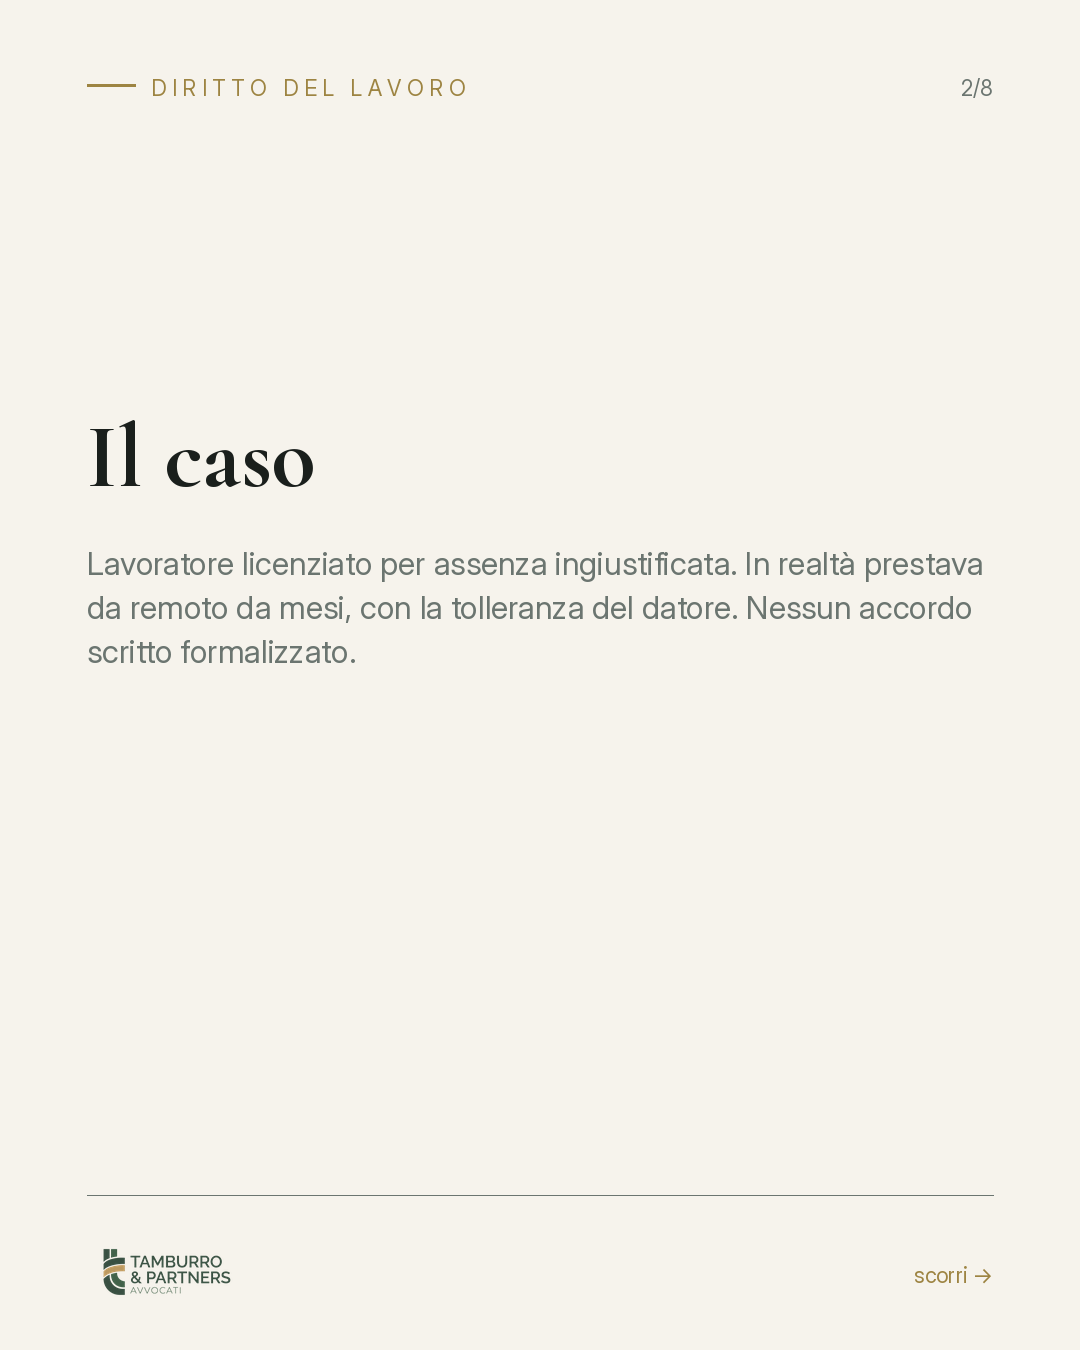 DIRITTO DEL LAVORO
2/8
Il caso
Lavoratore licenziato per assenza ingiustificata. In realtà prestava
da remoto da mesi, con la tolleranza del datore. Nessun accordo
scritto formalizzato.
TAMBURRO
& PARTNERS
AVVOCATI
scorri →